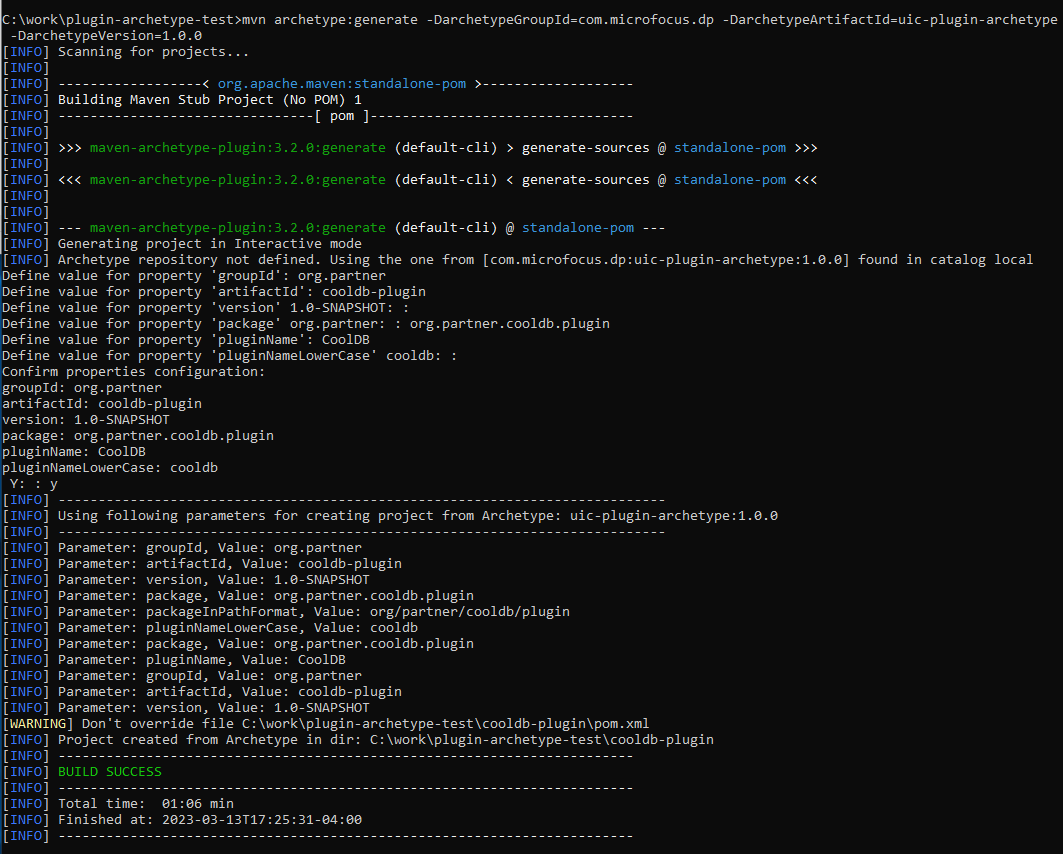 C:\work\plugin-archetype-test>mvn archetype:generate -DarchetypeGroupId=com.microfocus.dp -DarchetypeArtifactId=uic-plugin-archetype
 -DarchetypeVersion=1.0.0
[INFO] Scanning for projects...
[INFO]
[INFO] ------------------< org.apache.maven:standalone-pom >-------------------
[INFO] Building Maven Stub Project (No POM) 1
[INFO] --------------------------------[ pom ]---------------------------------
[INFO]
[INFO] >>> maven-archetype-plugin:3.2.0:generate (default-cli) > generate-sources @ standalone-pom >>>
[INFO]
[INFO] <<< maven-archetype-plugin:3.2.0:generate (default-cli) < generate-sources @ standalone-pom <<<
[INFO]
[INFO]
[INFO] --- maven-archetype-plugin:3.2.0:generate (default-cli) @ standalone-pom ---
[INFO] Generating project in Interactive mode
[INFO] Archetype repository not defined. Using the one from [com.microfocus.dp:uic-plugin-archetype:1.0.0] found in catalog local
Define value for property 'groupId': org.partner
Define value for property 'artifactId': cooldb-plugin
Define value for property 'version' 1.0-SNAPSHOT: :
Define value for property 'package' org.partner: : org.partner.cooldb.plugin
Define value for property 'pluginName': CoolDB
Define value for property 'pluginNameLowerCase' cooldb: :
Confirm properties configuration:
groupId: org.partner
artifactId: cooldb-plugin
version: 1.0-SNAPSHOT
package: org.partner.cooldb.plugin
pluginName: CoolDB
pluginNameLowerCase: cooldb
 Y: : y
[INFO] ----------------------------------------------------------------------------
[INFO] Using following parameters for creating project from Archetype: uic-plugin-archetype:1.0.0
[INFO] ----------------------------------------------------------------------------
[INFO] Parameter: groupId, Value: org.partner
[INFO] Parameter: artifactId, Value: cooldb-plugin
[INFO] Parameter: version, Value: 1.0-SNAPSHOT
[INFO] Parameter: package, Value: org.partner.cooldb.plugin
[INFO] Parameter: packageInPathFormat, Value: org/partner/cooldb/plugin
[INFO] Parameter: pluginNameLowerCase, Value: cooldb
[INFO] Parameter: package, Value: org.partner.cooldb.plugin
[INFO] Parameter: pluginName, Value: CoolDB
[INFO] Parameter: groupId, Value: org.partner
[INFO] Parameter: artifactId, Value: cooldb-plugin
[INFO] Parameter: version, Value: 1.0-SNAPSHOT
[WARNING] Don't override file C:\work\plugin-archetype-test\cooldb-plugin\pom.xml
[INFO] Project created from Archetype in dir: C:\work\plugin-archetype-test\cooldb-plugin
[INFO] ------------------------------------------------------------------------
[INFO] BUILD SUCCESS
[INFO] ------------------------------------------------------------------------
[INFO] Total time:  01:06 min
[INFO] Finished at: 2023-03-13T17:25:31-04:00
[INFO] ------------------------------------------------------------------------